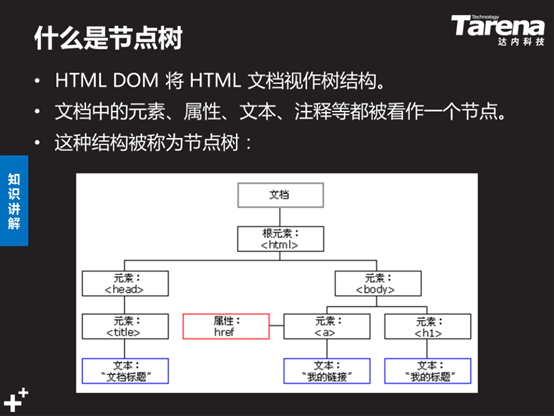 什么是节点树
Technology
Tarena
达内科技
• HTML DOM 将 HTML 文档视作树结构。
• 文档中的元素、属性、文本、注释等都被看作一个节点。
• 这种结构被称为节点树：
知识讲解
文档
根元素：
<html>
元素：
<head>
元素：
<body>
元素：
<title>
属性：
href
元素：
<a>
元素：
<h1>
文本：
“文档标题”
文本：
“我的链接”
文本：
“我的标题”